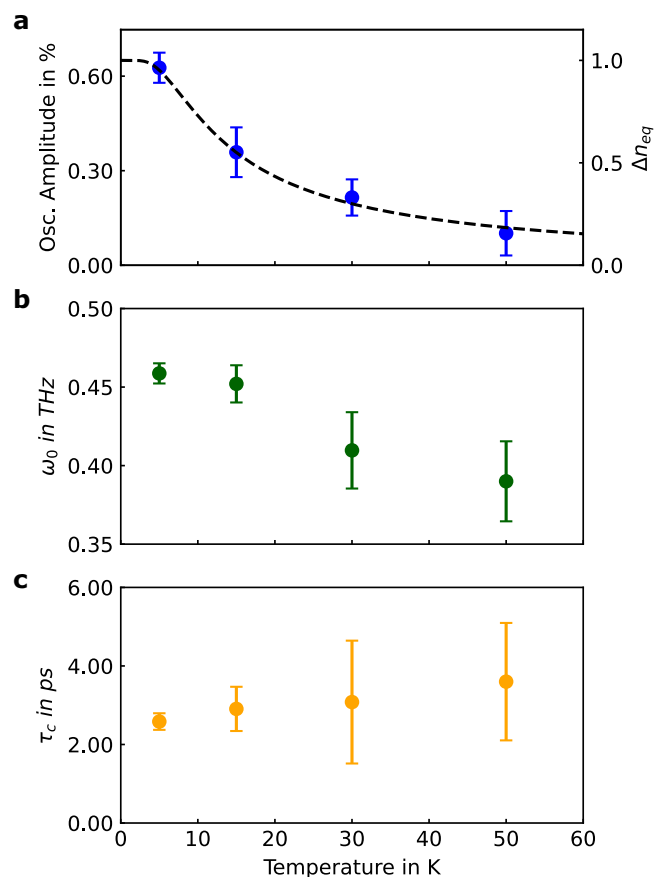 a
Osc. Amplitude in %
0.60
0.30
0.00
1.0
0.5
0.0
Δn_eq
b
ω_0 in THz
0.50
0.45
0.40
0.35
c
τ_c in ps
6.00
4.00
2.00
0.00
0 10 20 30 40 50 60
Temperature in K